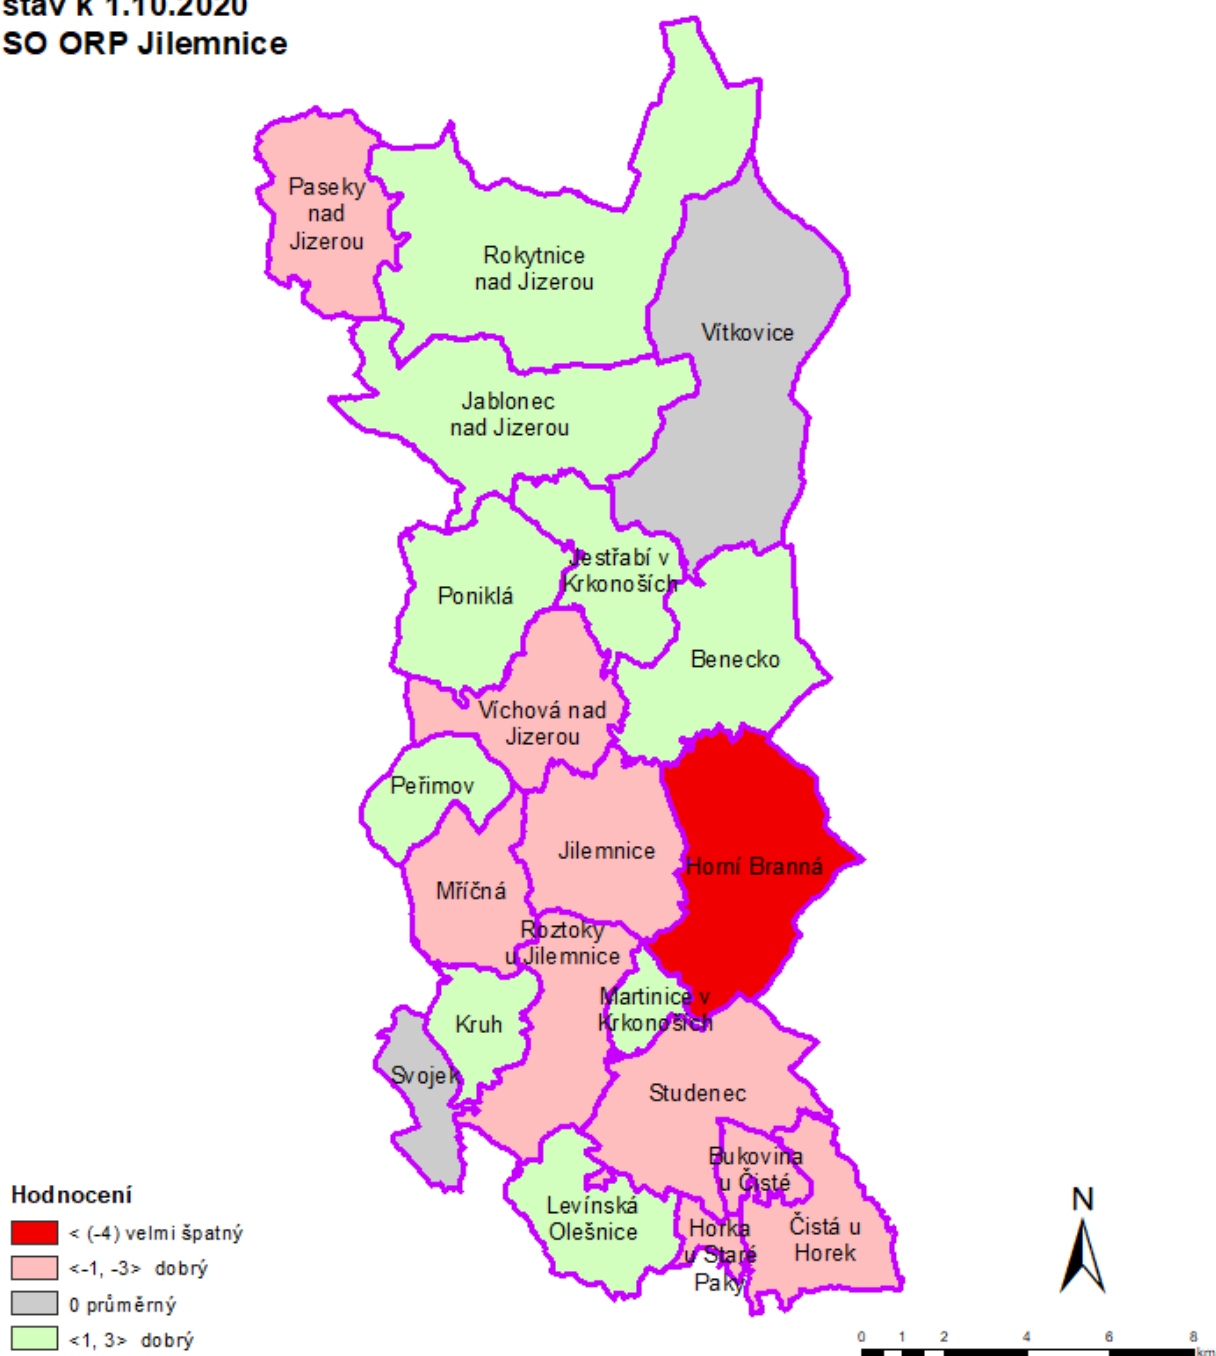 stav k 1.10.2020
SO ORP Jilemnice
Paseky
nad
Jizerou
Rokytnice
nad Jizerou
Vítkovice
Jablonec
nad Jizerou
Jestřabí v
Krkonoších
Poniklá
Benecko
Víchová nad
Jizerou
Peřimov
Jilemnice
Horní Branná
Mříčná
Roztoky
u Jilemnice
Martinice v
Krkonoších
Kruh
Svojek
Studenec
Bukovina
u Čisté
Levínská
Olešnice
Horka
u Staré
Paky
Čistá u
Horek
Hodnocení
< (-4) velmi špatný
<-1, -3> dobrý
0 průměrný
<1, 3> dobrý
N
0 1 2 4 6 8
km